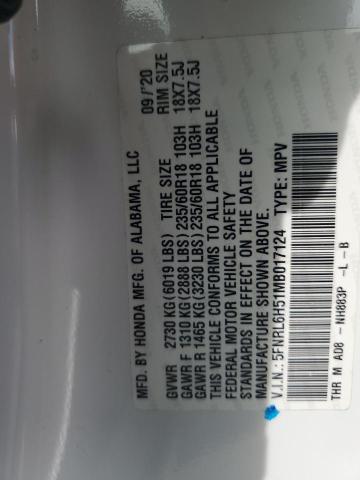 MFD. BY HONDA MFG. OF ALABAMA, LLC 09/'20
GVWR 2730 KG(6019 LBS) TIRE SIZE RIM SIZE
GAWR F 1310 KG(2888 LBS) 235/60R18 103H 18X7.5J
GAWR R 1465 KG(3230 LBS) 235/60R18 103H 18X7.5J
THIS VEHICLE CONFORMS TO ALL APPLICABLE
FEDERAL MOTOR VEHICLE SAFETY
STANDARDS IN EFFECT ON THE DATE OF
MANUFACTURE SHOWN ABOVE.
V.I.N.: 5FNRL6H51MB017124 TYPE: MPV
THR M AD8 -NH883P -L-B